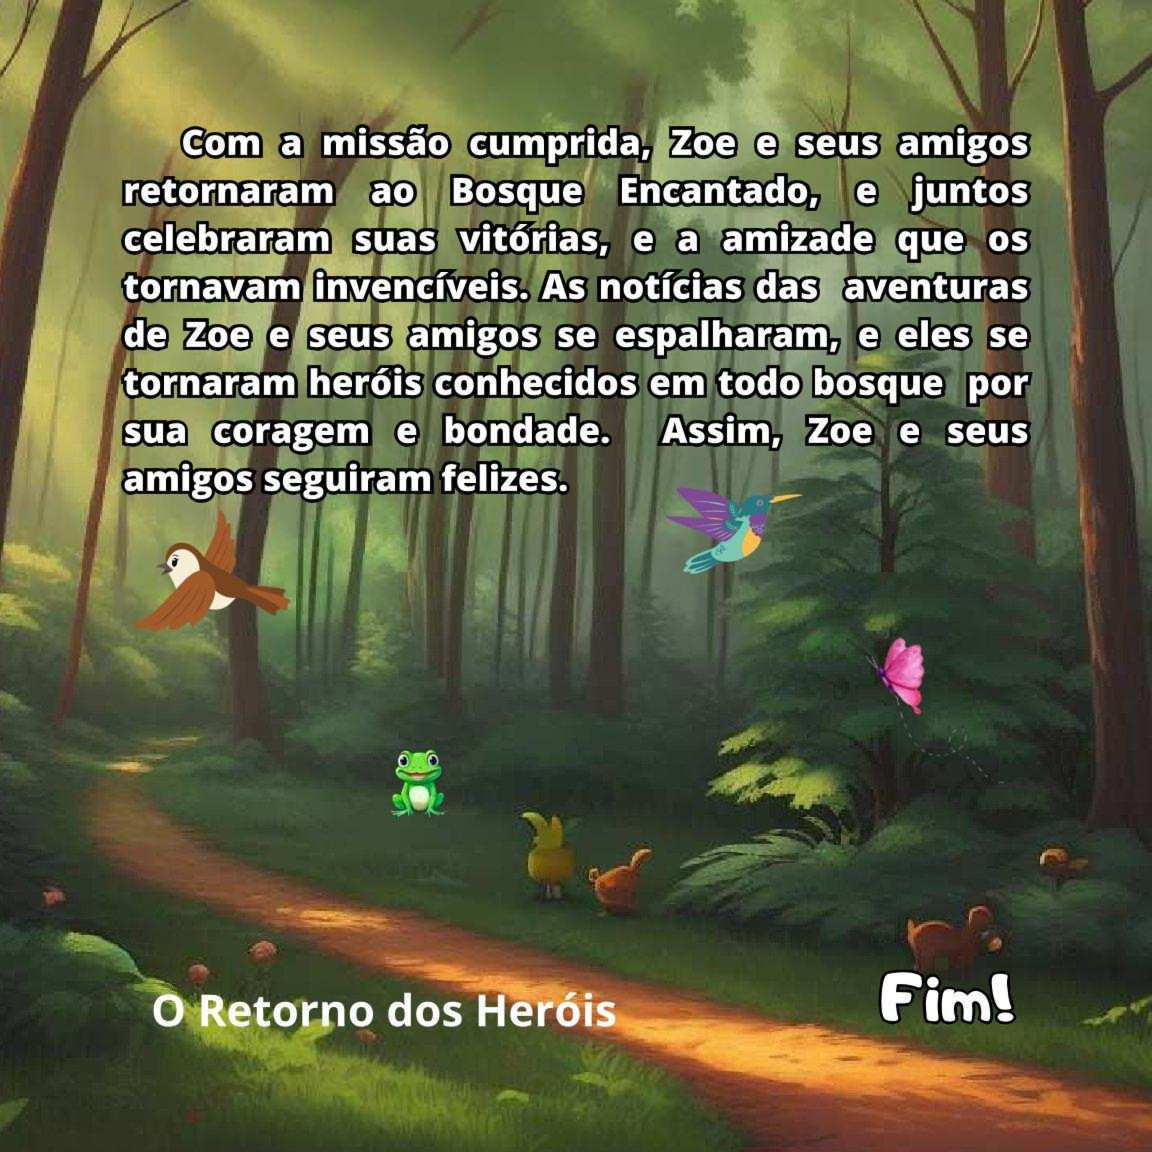 Com a missão cumprida, Zoe e seus amigos
retornaram ao Bosque Encantado, e juntos
celebraram suas vitórias, e a amizade que os
tornavam invencíveis. As notícias das aventuras
de Zoe e seus amigos se espalharam, e eles se
tornaram heróis conhecidos em todo bosque por
sua coragem e bondade. Assim, Zoe e seus
amigos seguiram felizes.
O Retorno dos Heróis
Fim!